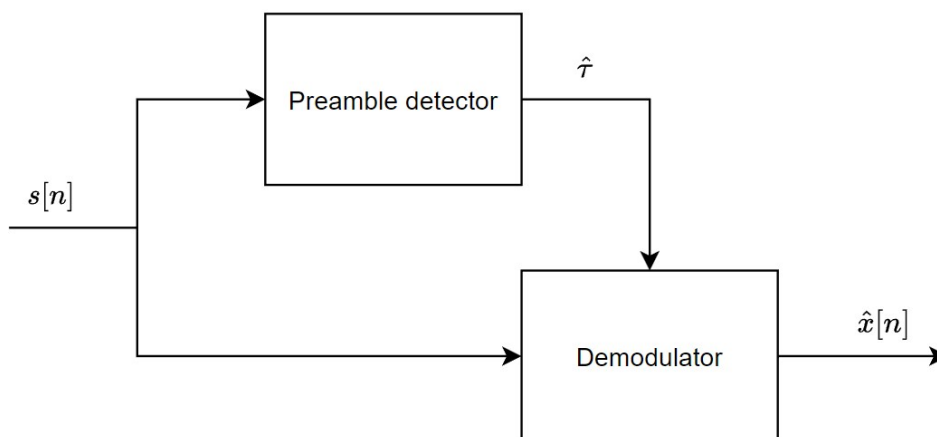 Preamble detector
τ̂
s[n]
x̂[n]
Demodulator